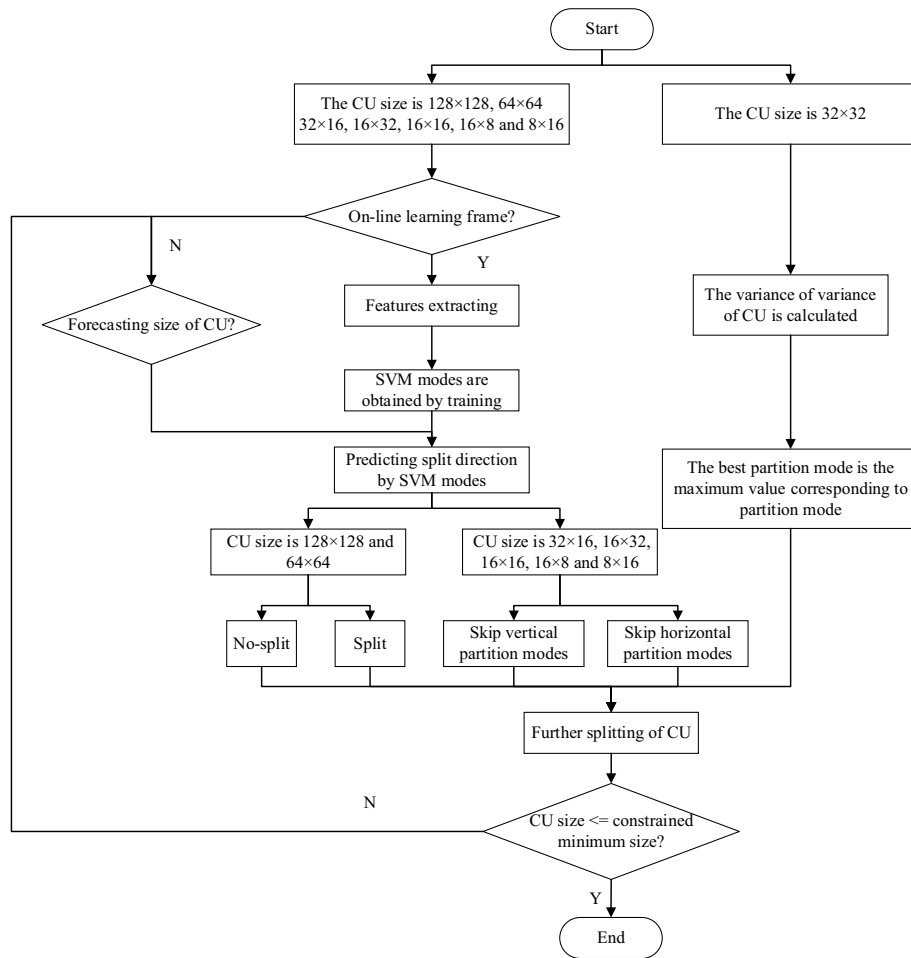 Start
The CU size is 128×128, 64×64
32×16, 16×32, 16×16, 16×8 and 8×16
The CU size is 32×32
On-line learning frame?
N
Y
Features extracting
The variance of variance
of CU is calculated
Forecasting size of CU?
SVM modes are
obtained by training
Predicting split direction
by SVM modes
The best partition mode is the
maximum value corresponding to
partition mode
CU size is 128×128 and
64×64
CU size is 32×16, 16×32,
16×16, 16×8 and 8×16
No-split
Split
Skip vertical
partition modes
Skip horizontal
partition modes
Further splitting of CU
N
CU size <= constrained
minimum size?
Y
End